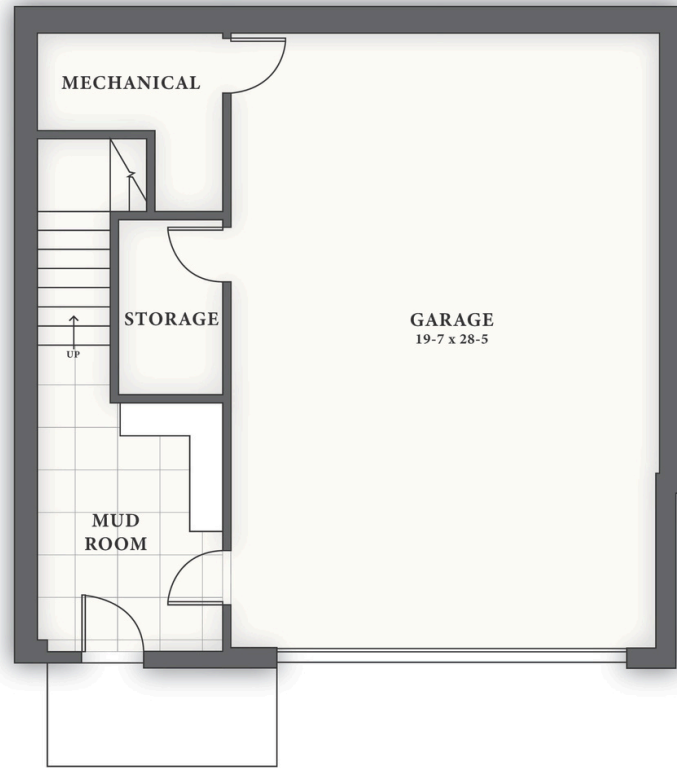 MECHANICAL
STORAGE
GARAGE
19-7 x 28-5
UP
MUD
ROOM